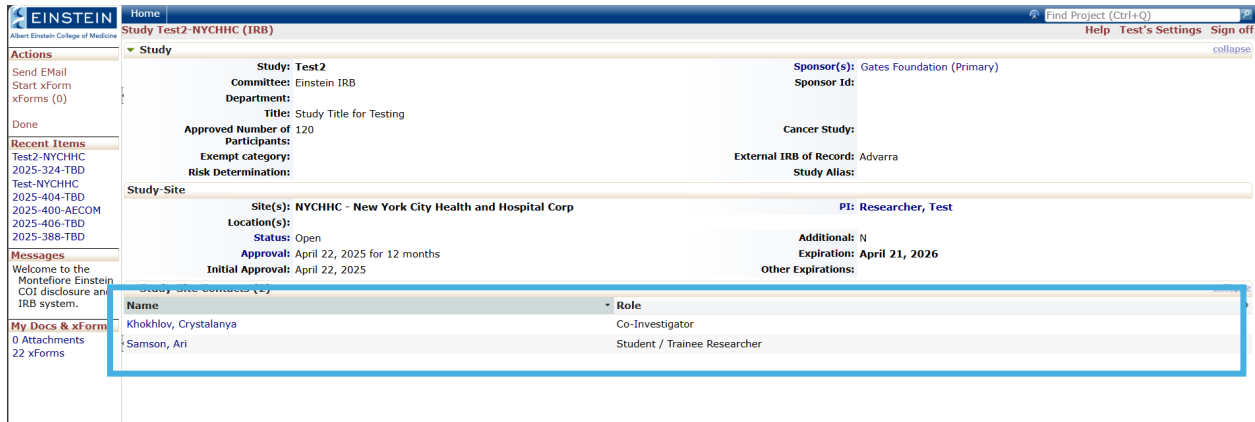 EINSTEIN
Albert Einstein College of Medicine
Home
Find Project (Ctrl+Q)
Study Test2-NYCHHC (IRB)
Help Test's Settings Sign off
Actions
Send EMail
Start xForm
xForms (0)
Done
Recent Items
Test2-NYCHHC
2025-324-TBD
Test-NYCHHC
2025-404-TBD
2025-400-AECOM
2025-406-TBD
2025-388-TBD
Messages
Welcome to the
Montefiore Einstein
COI disclosure and
IRB system.
My Docs & xForm
0 Attachments
22 xForms
Study
collapse
Study: Test2
Sponsor(s): Gates Foundation (Primary)
Committee: Einstein IRB
Sponsor Id:
Department:
Title: Study Title for Testing
Approved Number of Participants: 120
Cancer Study:
Exempt category:
External IRB of Record: Advarra
Risk Determination:
Study Alias:
Study-Site
Site(s): NYCHHC - New York City Health and Hospital Corp
PI: Researcher, Test
Location(s):
Status: Open
Additional: N
Approval: April 22, 2025 for 12 months
Expiration: April 21, 2026
Initial Approval: April 22, 2025
Other Expirations:
Study-Site Contacts (2)
Name Role
Khokhlov, Crystalanya Co-Investigator
Samson, Ari Student / Trainee Researcher